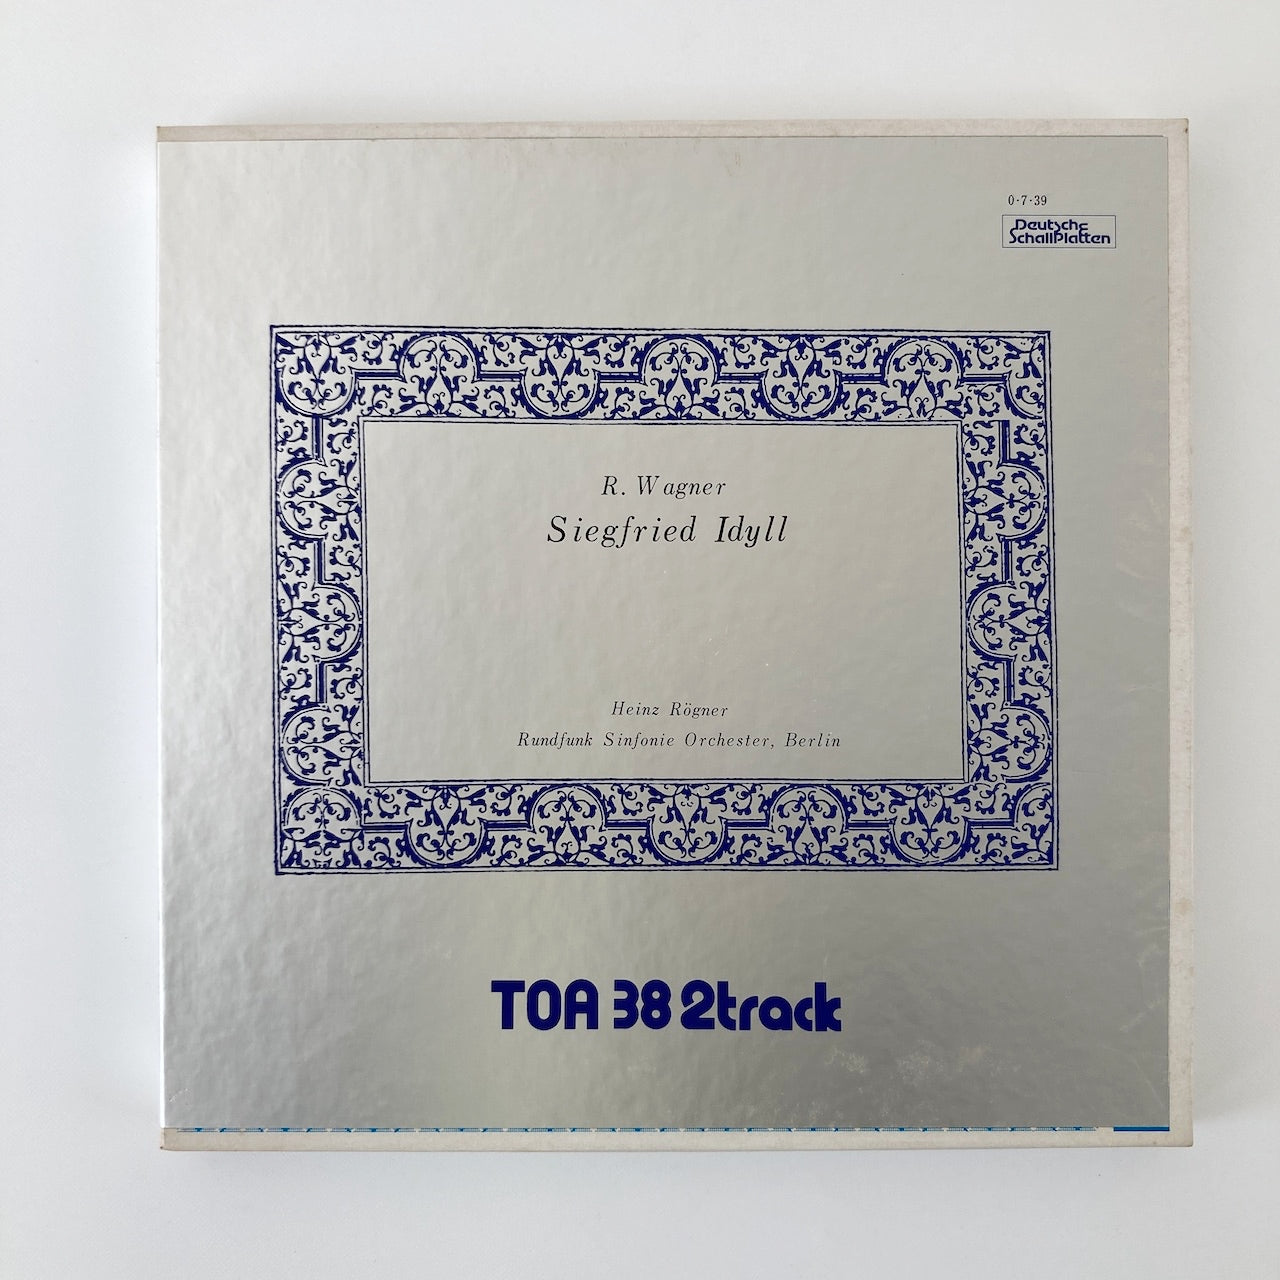 0·7·39
Deutsche
SchallPlatten
R. Wagner
Siegfried Idyll
Heinz Rögner
Rundfunk Sinfonie Orchester, Berlin
TOA 38 2track